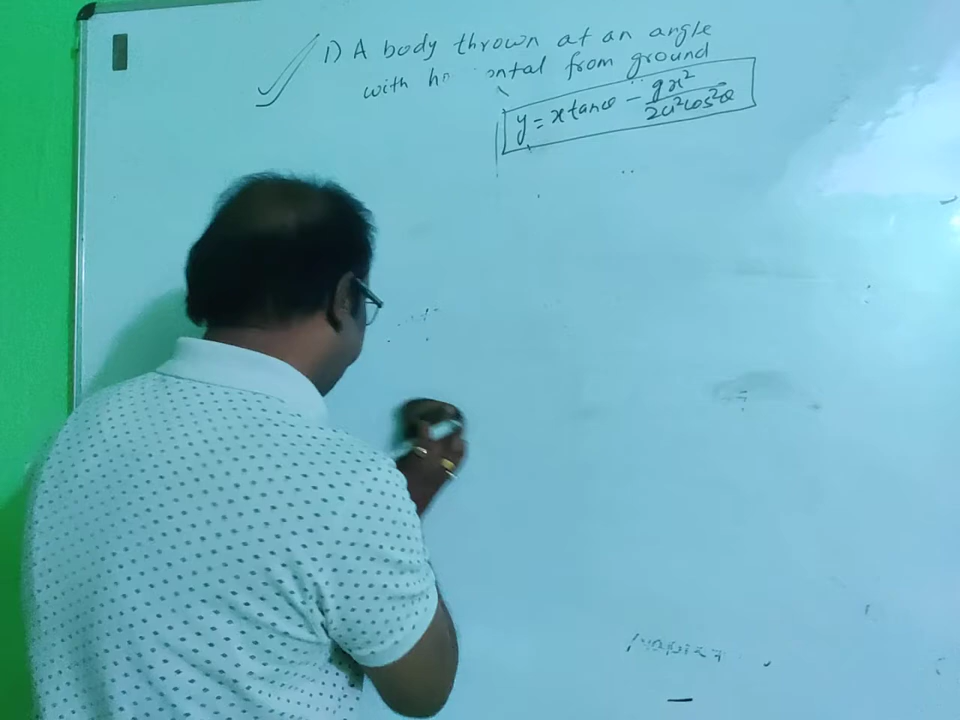 1) A body thrown at an angle
with horizontal from ground
y = x tanθ - gx²/2u²cos²θ